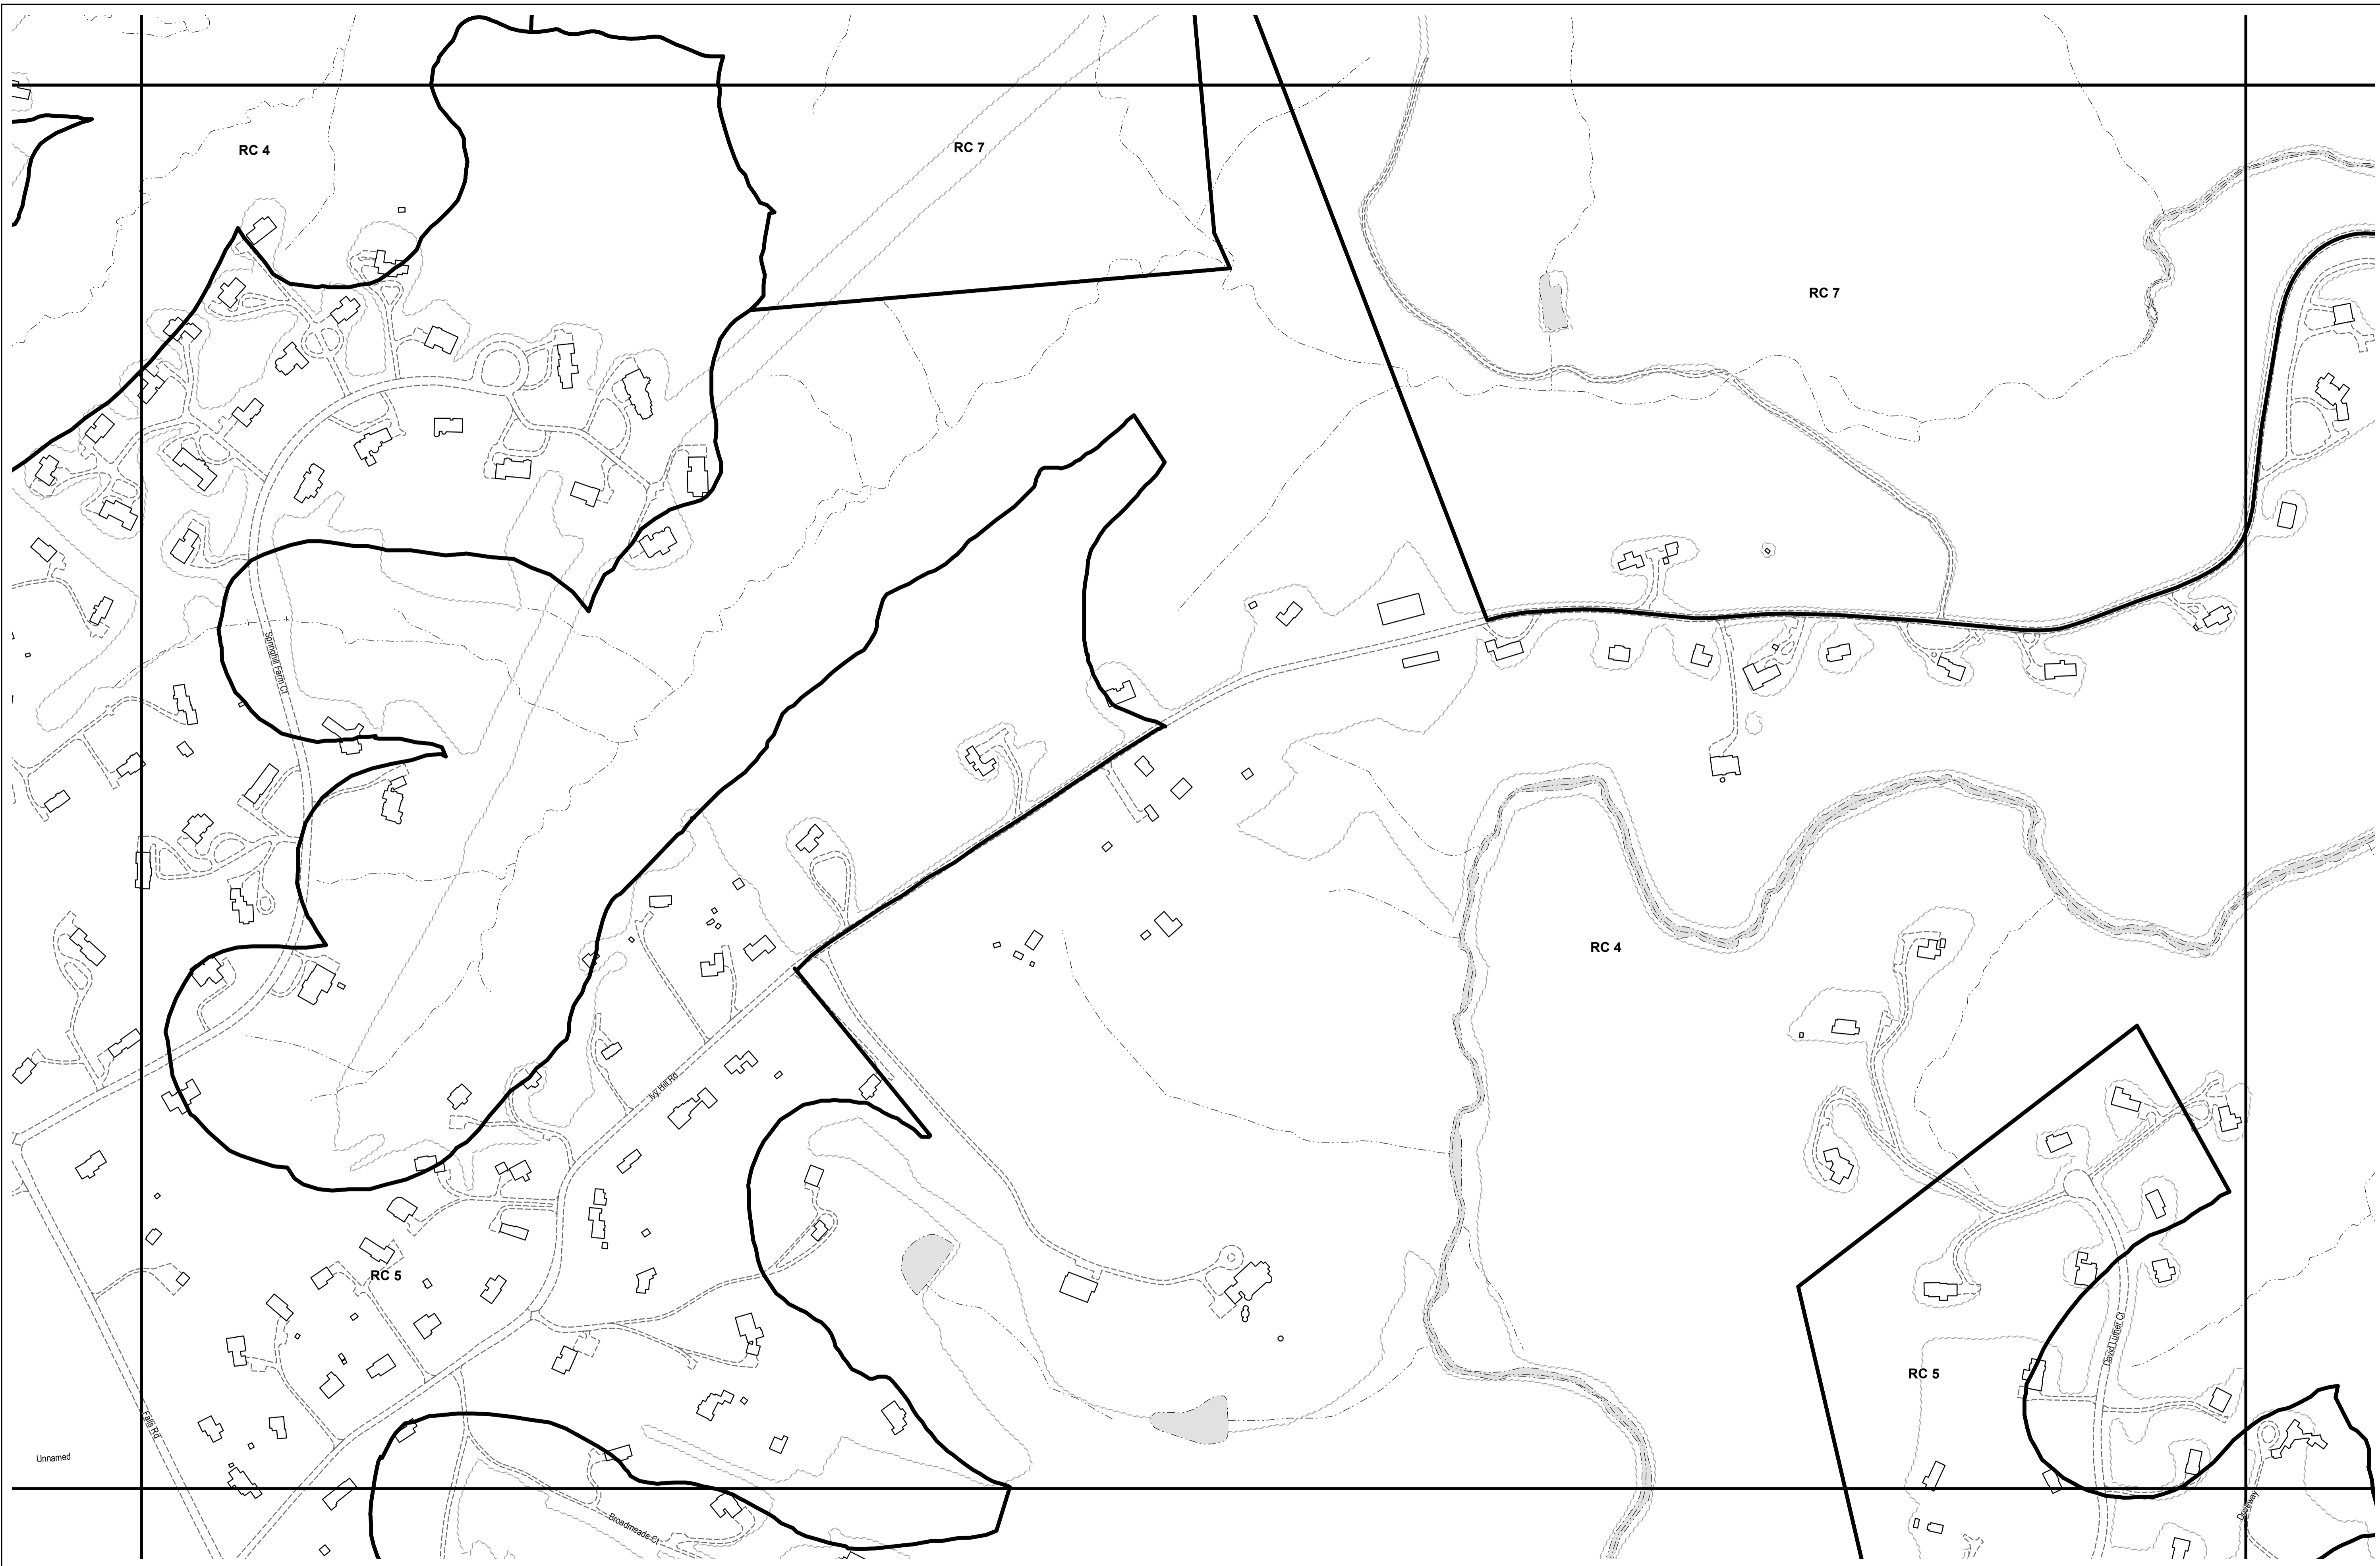 RC 4
RC 7
RC 7
Springhill Farm Ct
RC 4
Ivy Hill Rd
RC 5
David Luther Ct
RC 5
Falls Rd
Unnamed
Driveway
Broadmeade Ct